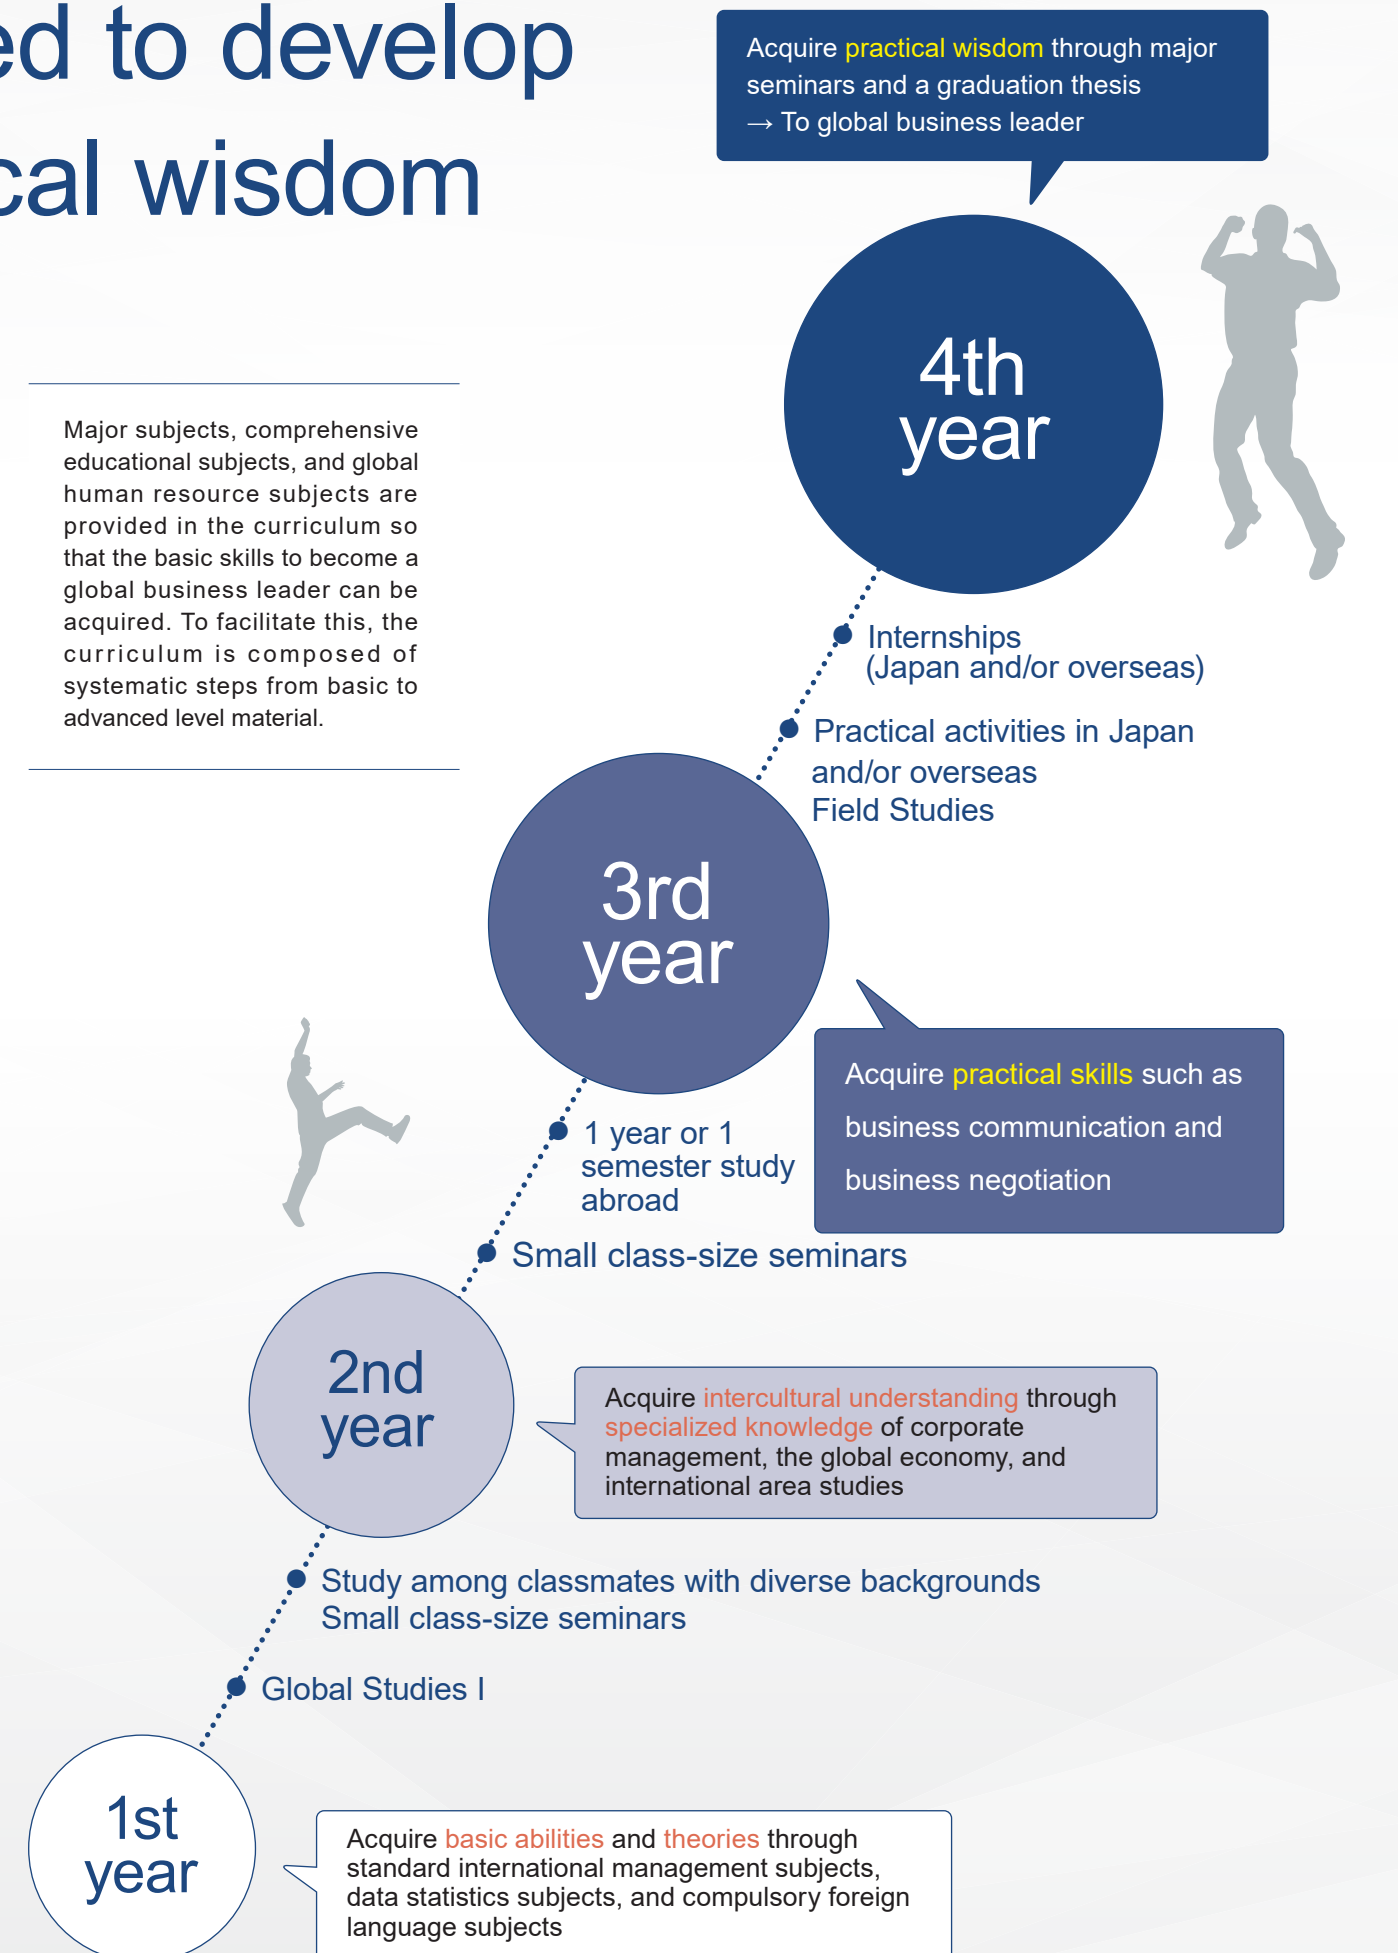 ed to develop
cal wisdom
Acquire practical wisdom through major
seminars and a graduation thesis
→ To global business leader
4th
year
Major subjects, comprehensive
educational subjects, and global
human resource subjects are
provided in the curriculum so
that the basic skills to become a
global business leader can be
acquired. To facilitate this, the
curriculum is composed of
systematic steps from basic to
advanced level material.
Internships
(Japan and/or overseas)
Practical activities in Japan
and/or overseas
Field Studies
3rd
year
Acquire practical skills such as
business communication and
business negotiation
1 year or 1
semester study
abroad
Small class-size seminars
2nd
year
Acquire intercultural understanding through
specialized knowledge of corporate
management, the global economy, and
international area studies
Study among classmates with diverse backgrounds
Small class-size seminars
Global Studies I
1st
year
Acquire basic abilities and theories through
standard international management subjects,
data statistics subjects, and compulsory foreign
language subjects